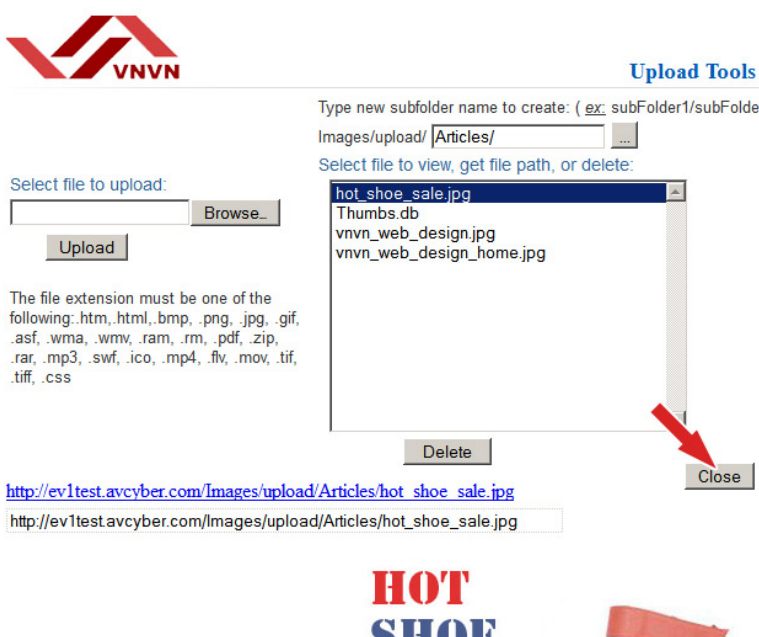 VNVN
Upload Tools
Type new subfolder name to create: ( ex: subFolder1/subFolde
Images/upload/ Articles/ ...
Select file to view, get file path, or delete:
Select file to upload:
Browse...
Upload
The file extension must be one of the
following:.htm,.html,.bmp, .png, .jpg, .gif,
.asf, .wma, .wmv, .ram, .rm, .pdf, .zip,
.rar, .mp3, .swf, .ico, .mp4, .flv, .mov, .tif,
.tiff, .css
hot_shoe_sale.jpg
Thumbs.db
vnvn_web_design.jpg
vnvn_web_design_home.jpg
Delete
Close
http://ev1test.avcyber.com/Images/upload/Articles/hot_shoe_sale.jpg
http://ev1test.avcyber.com/Images/upload/Articles/hot_shoe_sale.jpg
HOT
SHOE